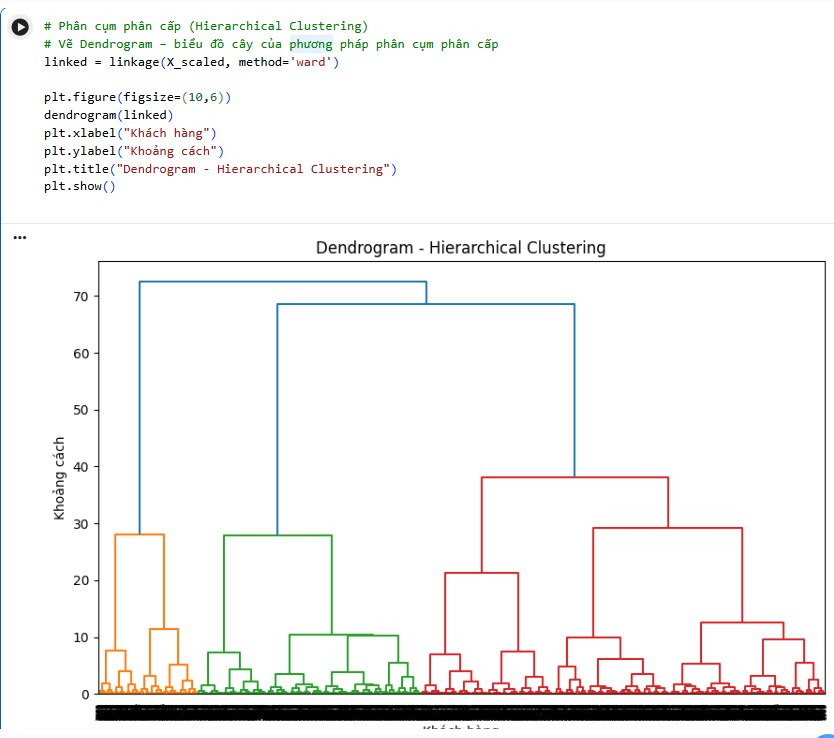 # Phân cụm phân cấp (Hierarchical Clustering)
# Vẽ Dendrogram – biểu đồ cây của phương pháp phân cụm phân cấp
linked = linkage(X_scaled, method='ward')
plt.figure(figsize=(10,6))
dendrogram(linked)
plt.xlabel("Khách hàng")
plt.ylabel("Khoảng cách")
plt.title("Dendrogram - Hierarchical Clustering")
plt.show()
Dendrogram - Hierarchical Clustering
70
60
50
40
30
20
10
0
Khoảng cách
Khách hàng